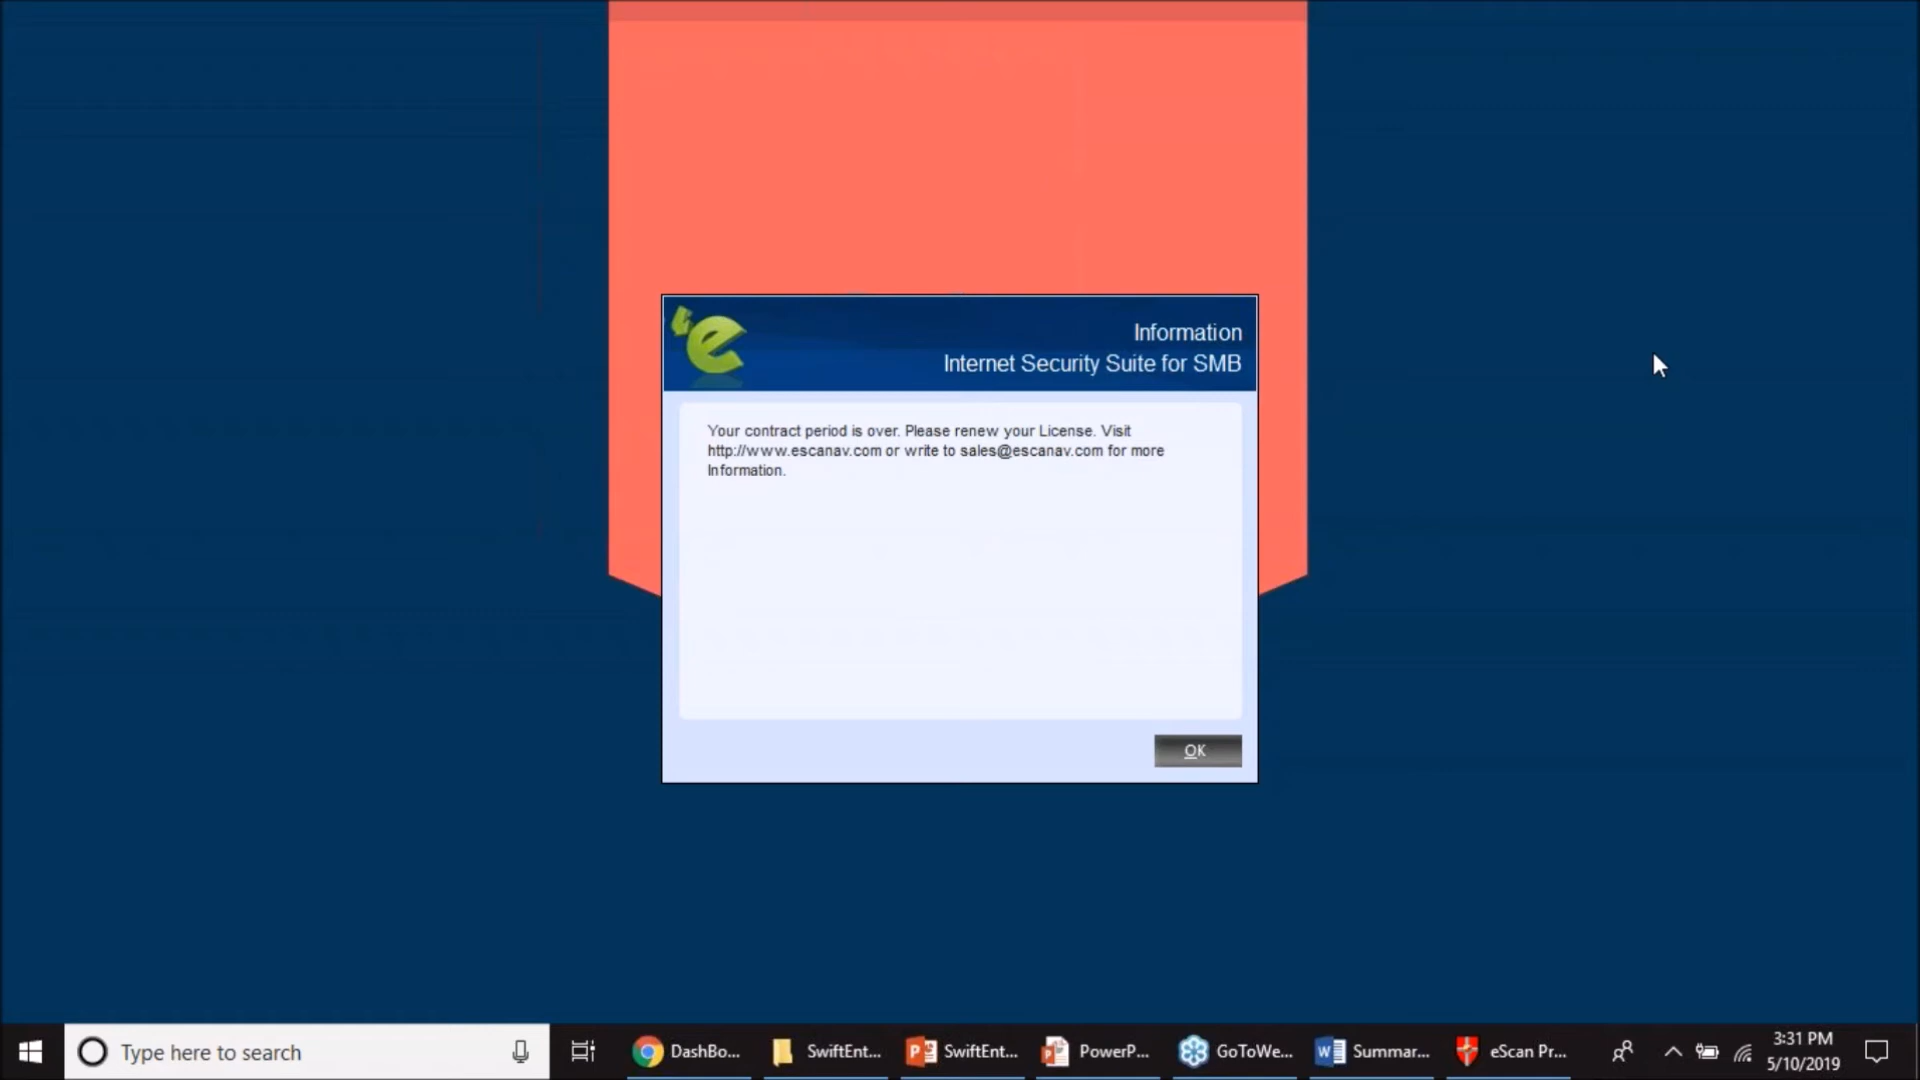 Information
Internet Security Suite for SMB
Your contract period is over. Please renew your License. Visit
http://www.escanav.com or write to sales@escanav.com for more
Information.
OK
Type here to search
DashBo...
SwiftEnt...
SwiftEnt...
PowerP...
GoToWe...
Summar...
eScan Pr...
3:31 PM
5/10/2019